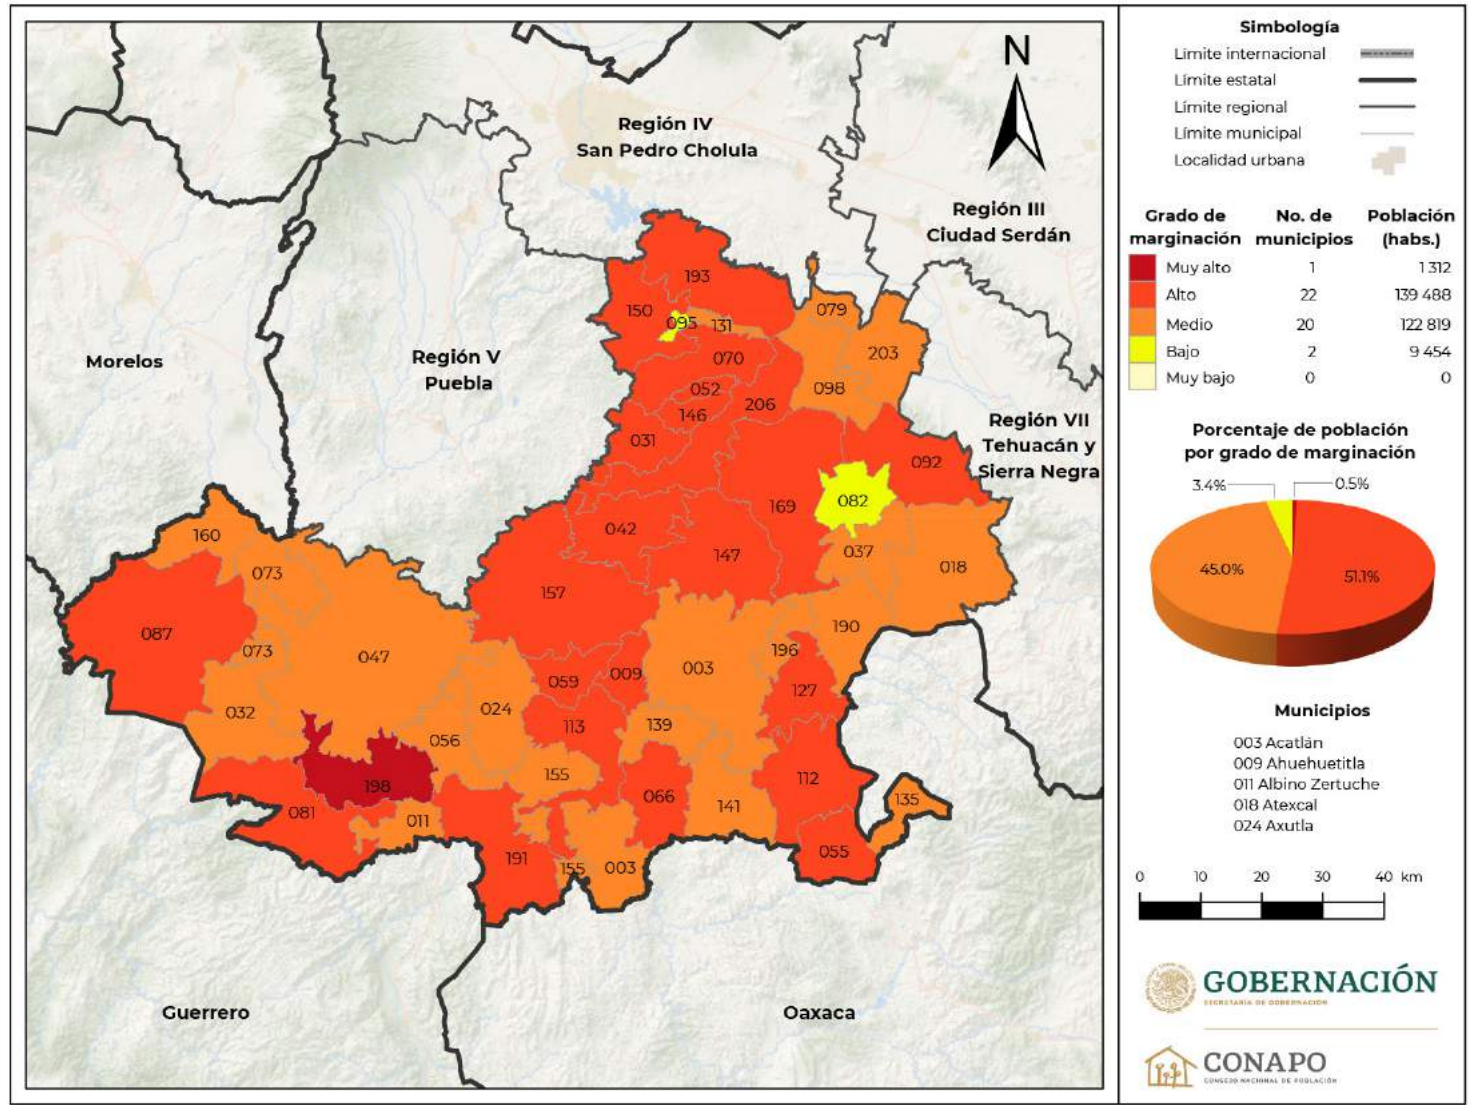 N
Región IV
San Pedro Cholula
Región III
Ciudad Serdán
Morelos
Región V
Puebla
Región VII
Tehuacán y
Sierra Negra
Guerrero
Oaxaca
193
150
095
131
079
203
070
052
098
206
146
031
092
082
169
042
147
037
018
160
073
157
087
073
047
190
196
003
059
009
127
024
032
113
139
056
155
198
112
066
141
135
081
011
191
155
003
055
Simbología
Límite internacional
Límite estatal
Límite regional
Límite municipal
Localidad urbana
Grado de marginación No. de municipios Población (habs.)
Muy alto 1 1 312
Alto 22 139 488
Medio 20 122 819
Bajo 2 9 454
Muy bajo 0 0
Porcentaje de población
por grado de marginación
3.4% 0.5%
45.0% 51.1%
Municipios
003 Acatlán
009 Ahuehuetitla
011 Albino Zertuche
018 Atexcal
024 Axutla
0 10 20 30 40 km
GOBERNACIÓN
SECRETARÍA DE GOBERNACIÓN
CONAPO
CONSEJO NACIONAL DE POBLACIÓN